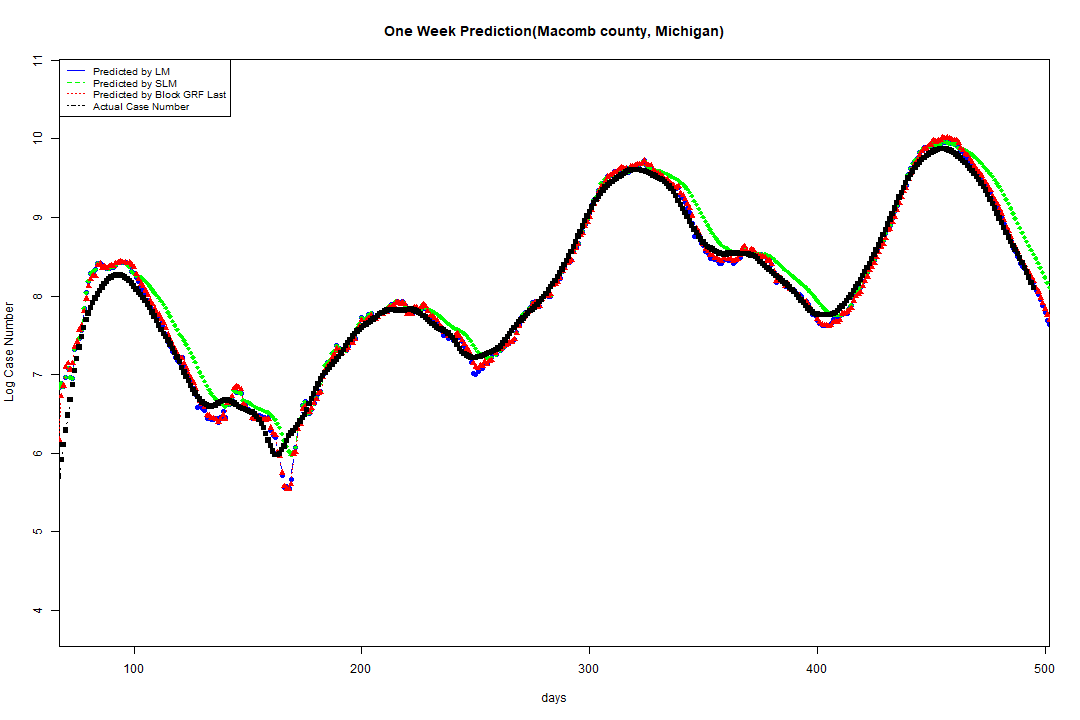 One Week Prediction(Macomb county, Michigan)
Predicted by LM
Predicted by SLM
Predicted by Block GRF Last
Actual Case Number
Log Case Number
11
10
9
8
7
6
5
4
100 200 300 400 500
days